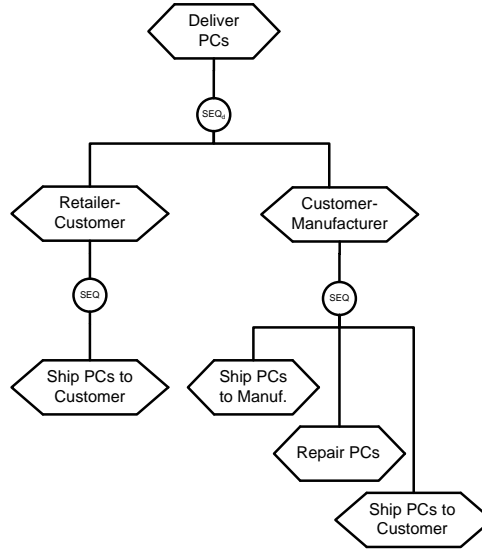 Deliver
PCs
SEQd
Retailer-
Customer
Customer-
Manufacturer
SEQ
SEQ
Ship PCs to
Customer
Ship PCs
to Manuf.
Repair PCs
Ship PCs to
Customer